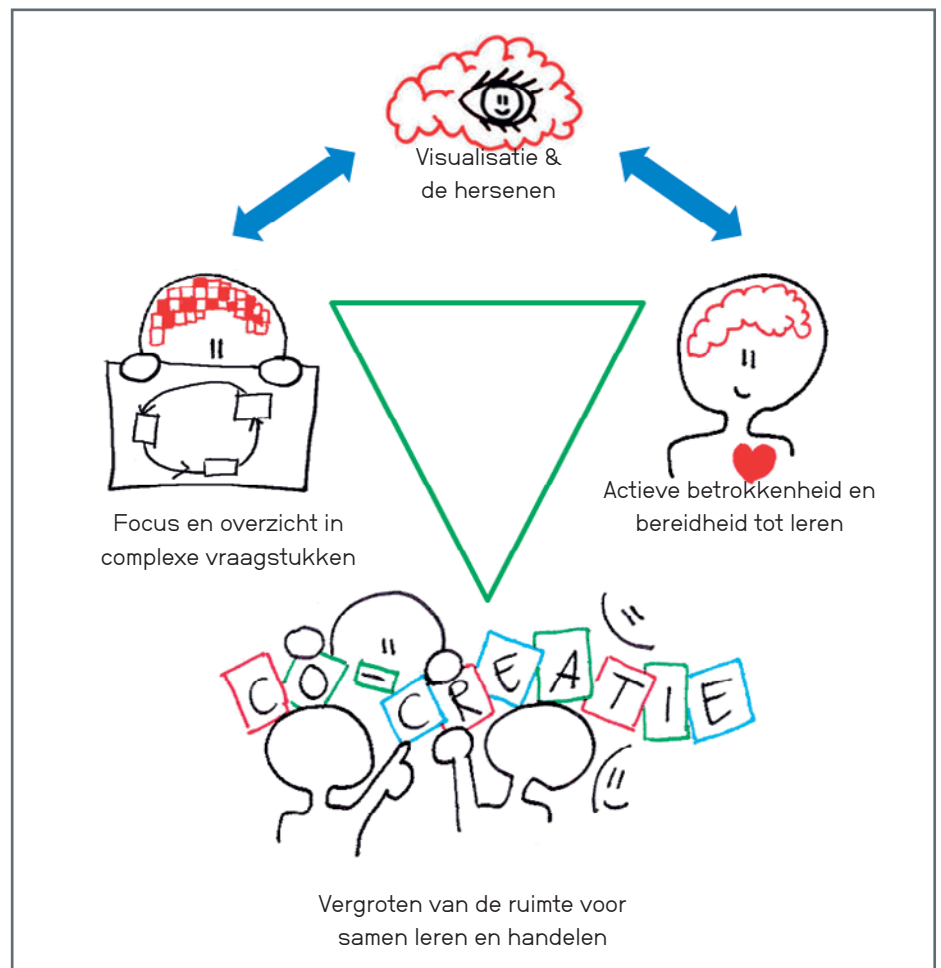 Visualisatie &
de hersenen
Focus en overzicht in
complexe vraagstukken
Actieve betrokkenheid en
bereidheid tot leren
CO-CREATIE
Vergroten van de ruimte voor
samen leren en handelen